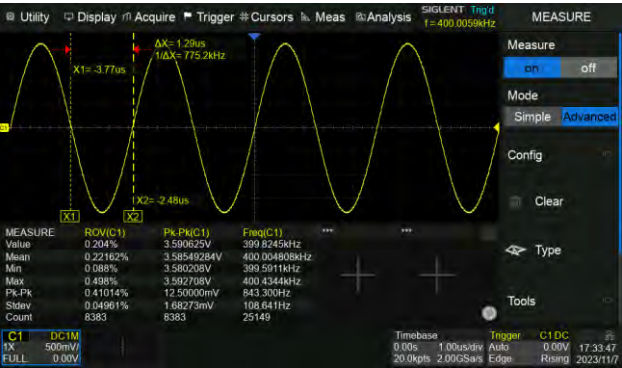 Utility Display Acquire Trigger Cursors Meas Analysis SIGLENT Trig'd MEASURE
f = 400.0059kHz
Measure
on off
Mode
Simple Advanced
Config
Clear
Type
Tools
ΔX= 1.29us
1/ΔX= 775.2kHz
X1= -3.77us
C1
X2= -2.48us
X1 X2
MEASURE ROV(C1) Pk-Pk(C1) Freq(C1) *** ***
Value 0.204% 3.590625V 399.8245kHz
Mean 0.22162% 3.58549284V 400.004808kHz
Min 0.088% 3.580208V 399.5911kHz
Max 0.498% 3.592708V 400.4344kHz
Pk-Pk 0.41014% 12.50000mV 843.300Hz
Stdev 0.04961% 1.68273mV 108.641Hz
Count 8383 8383 25149
C1 DC1M
1X 500mV/
FULL 0.00V
Timebase
0.00s 1.00us/div
20.0kpts 2.00GSa/s
Trigger C1 DC
Auto 0.00V
Edge Rising
17:33:47
2023/11/7